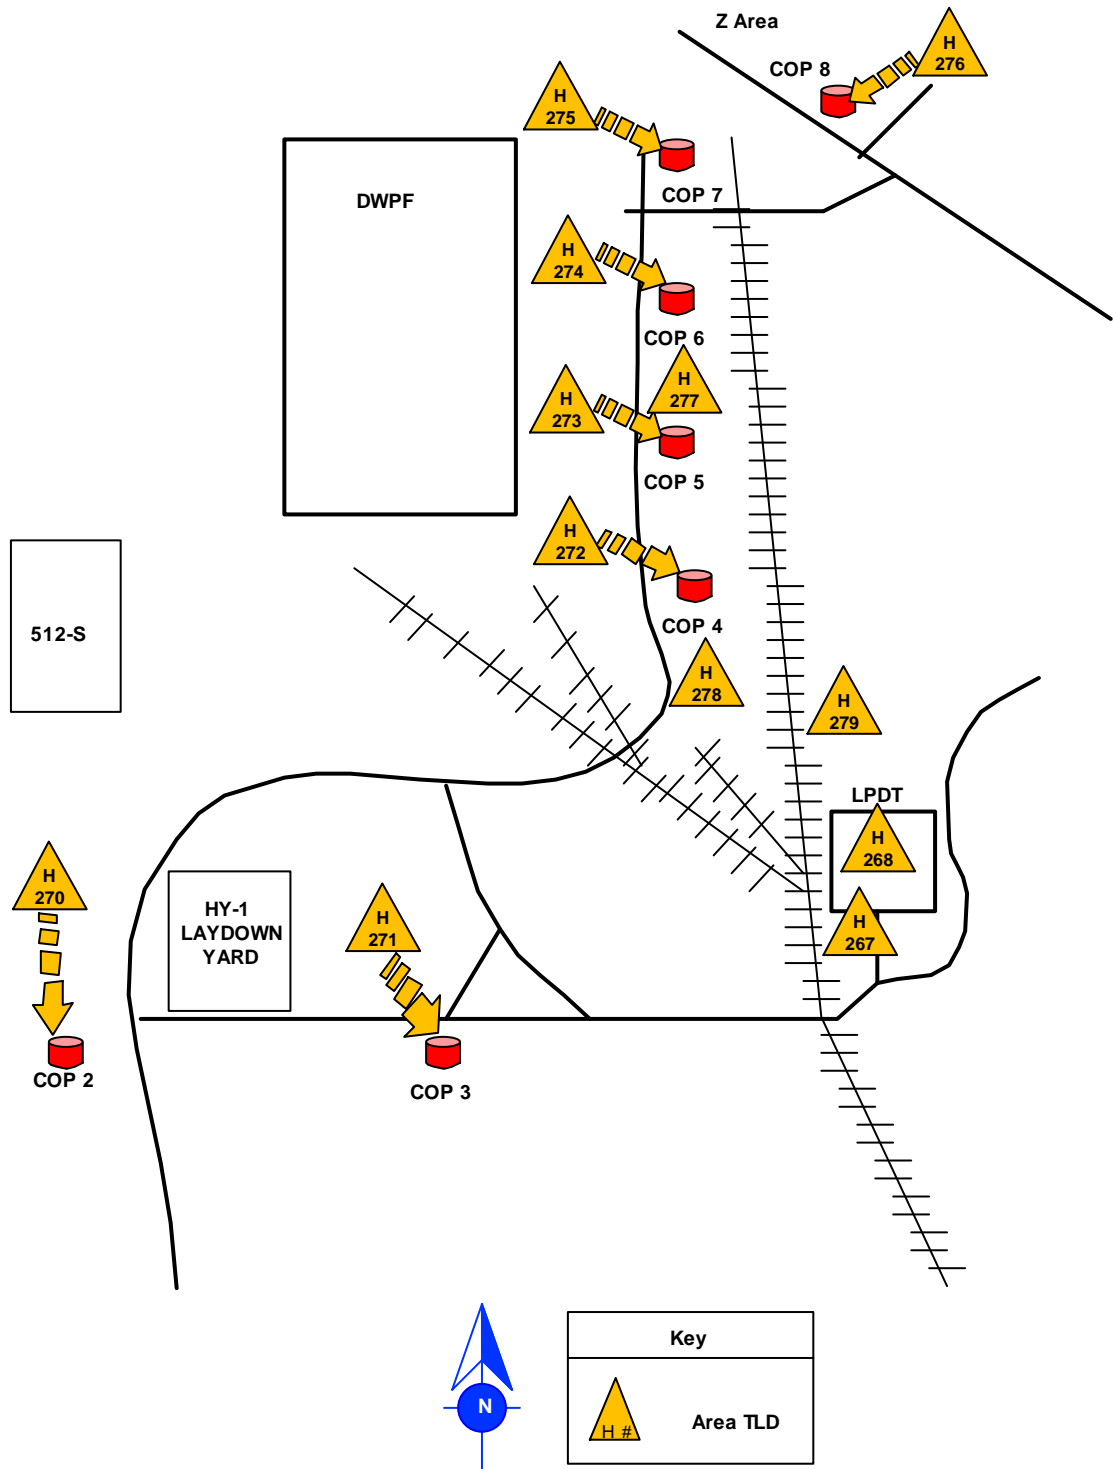 Z Area
H
276
COP 8
H
275
COP 7
DWPF
H
274
COP 6
H
277
H
273
COP 5
H
272
COP 4
512-S
H
278
H
279
LPDT
H
268
H
270
HY-1
LAYDOWN
YARD
H
271
H
267
COP 2
COP 3
Key
N
H #
Area TLD